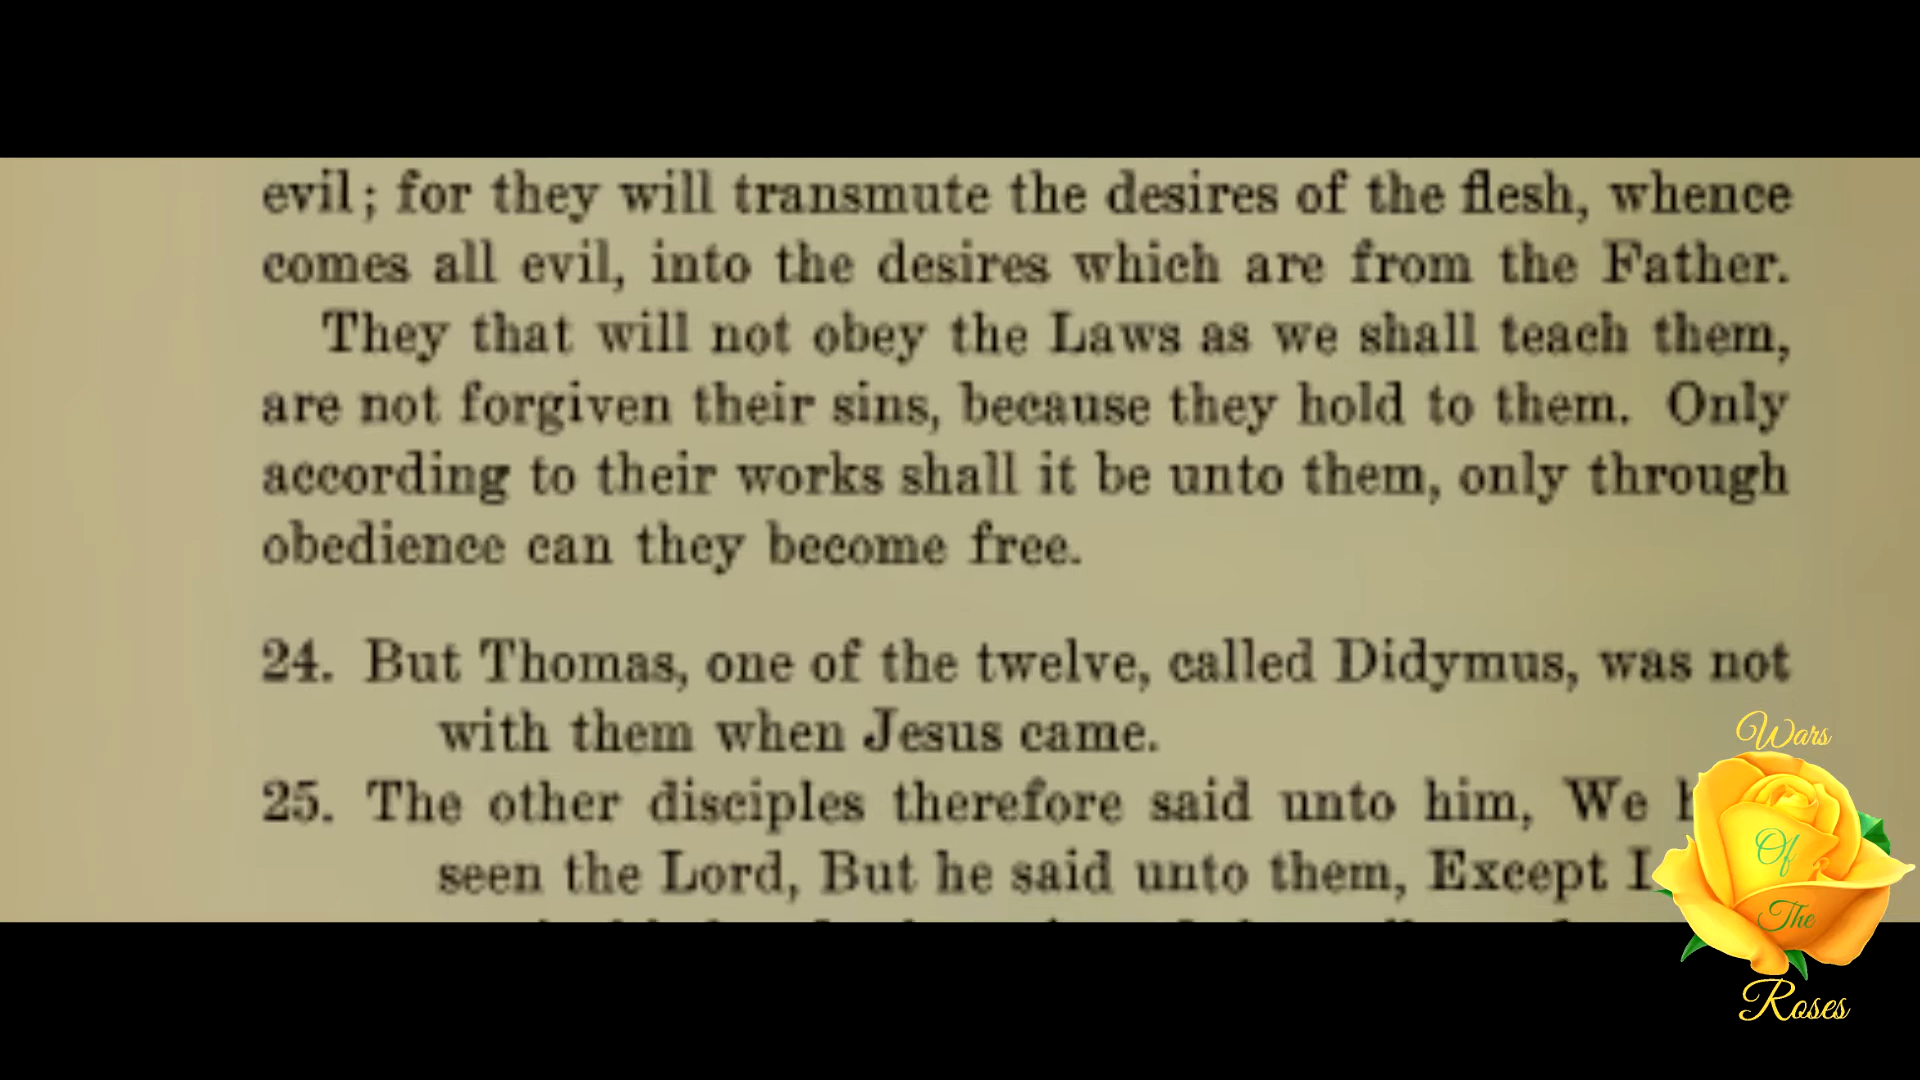 evil; for they will transmute the desires of the flesh, whence
comes all evil, into the desires which are from the Father.
They that will not obey the Laws as we shall teach them,
are not forgiven their sins, because they hold to them. Only
according to their works shall it be unto them, only through
obedience can they become free.
24. But Thomas, one of the twelve, called Didymus, was not
with them when Jesus came.
25. The other disciples therefore said unto him, We
seen the Lord, But he said unto them, Except I
Wars
Of
The
Roses